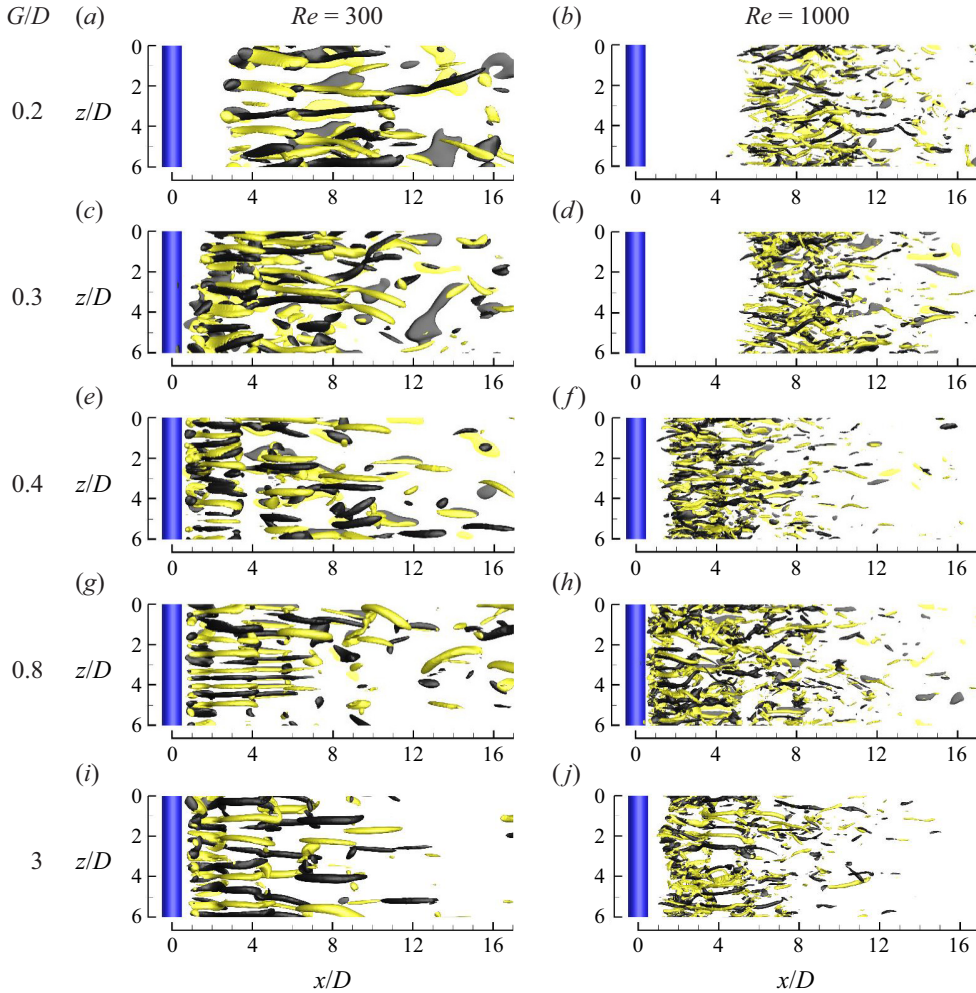 G/D (a) Re = 300 (b) Re = 1000
0.2 z/D 0 2 4 6 0 2 4 6
0 4 8 12 16 0 4 8 12 16
(c) (d)
0.3 z/D 0 2 4 6 0 2 4 6
0 4 8 12 16 0 4 8 12 16
(e) (f)
0.4 z/D 0 2 4 6 0 2 4 6
0 4 8 12 16 0 4 8 12 16
(g) (h)
0.8 z/D 0 2 4 6 0 2 4 6
0 4 8 12 16 0 4 8 12 16
(i) (j)
3 z/D 0 2 4 6 0 2 4 6
0 4 8 12 16 0 4 8 12 16
x/D x/D